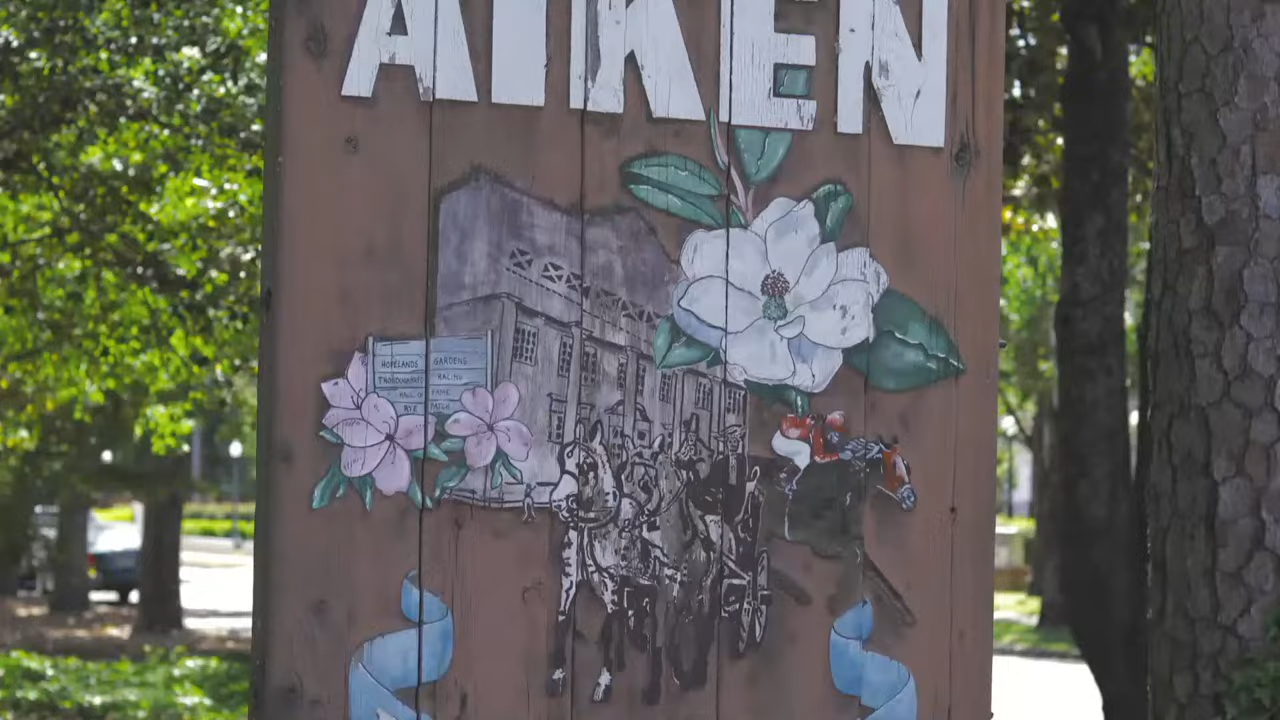 AIKEN
HOPELANDS GARDENS
THOROUGHBRED RACING
HALL OF FAME
RYE PATCH